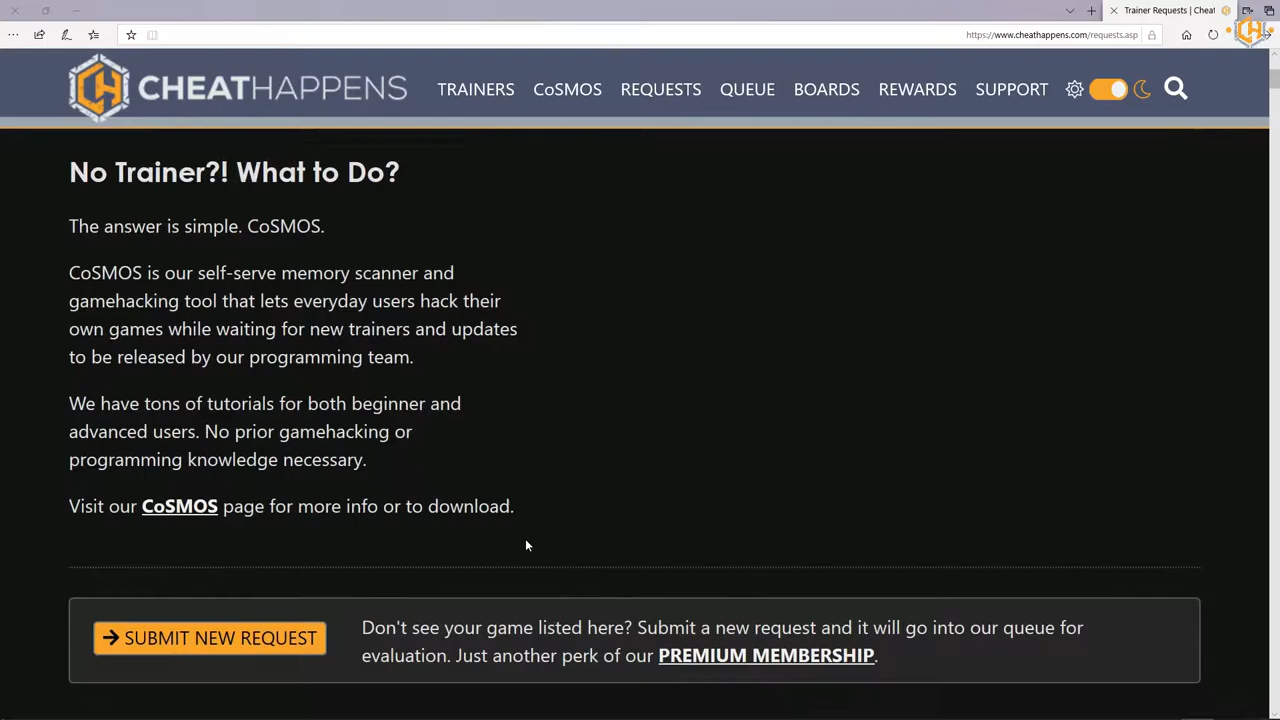 Trainer Requests | Cheat
https://www.cheathappens.com/requests.asp
CH
CHEATHAPPENS
TRAINERS CoSMOS REQUESTS QUEUE BOARDS REWARDS SUPPORT
No Trainer?! What to Do?
The answer is simple. CoSMOS.
CoSMOS is our self-serve memory scanner and
gamehacking tool that lets everyday users hack their
own games while waiting for new trainers and updates
to be released by our programming team.
We have tons of tutorials for both beginner and
advanced users. No prior gamehacking or
programming knowledge necessary.
Visit our CoSMOS page for more info or to download.
SUBMIT NEW REQUEST
Don't see your game listed here? Submit a new request and it will go into our queue for
evaluation. Just another perk of our PREMIUM MEMBERSHIP.